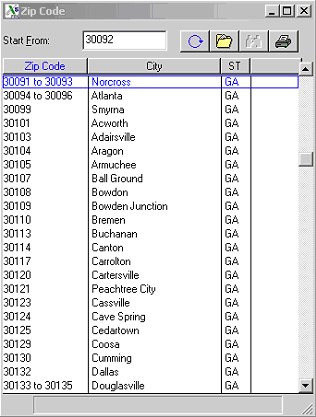 Zip Code
Start From: 30092
Zip Code City ST
30091 to 30093 Norcross GA
30094 to 30096 Atlanta GA
30099 Smyrna GA
30101 Acworth GA
30103 Adairsville GA
30104 Aragon GA
30105 Armuchee GA
30107 Ball Ground GA
30108 Bowdon GA
30109 Bowden Junction GA
30110 Bremen GA
30113 Buchanan GA
30114 Canton GA
30117 Carrolton GA
30120 Cartersville GA
30121 Peachtree City GA
30123 Cassville GA
30124 Cave Spring GA
30125 Cedartown GA
30129 Coosa GA
30130 Cumming GA
30132 Dallas GA
30133 to 30135 Douglasville GA